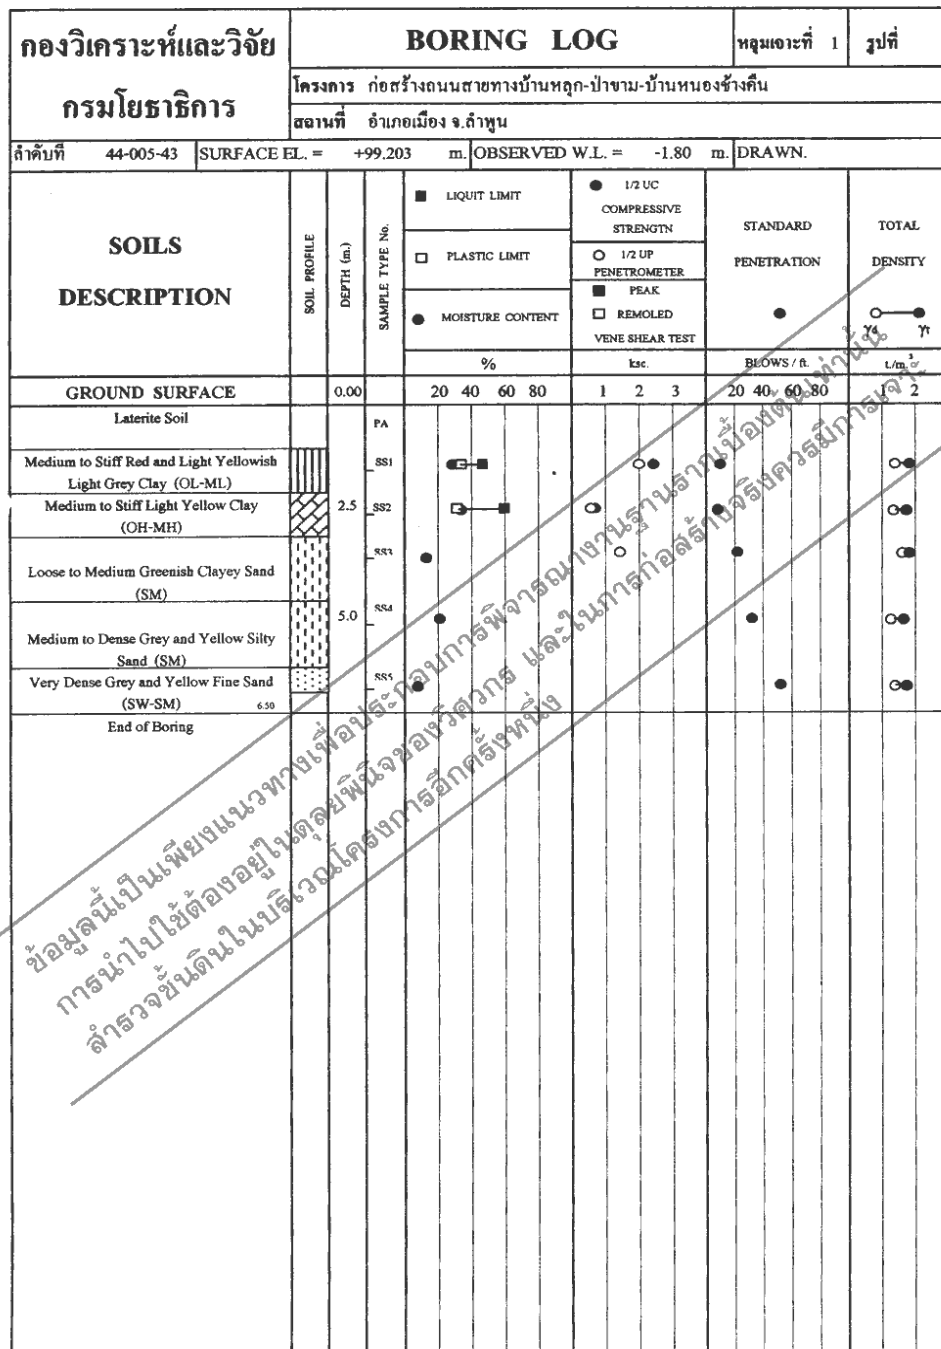 กองวิเคราะห์และวิจัย
กรมโยธาธิการ
BORING LOG
หลุมเจาะที่ 1
รูปที่
โครงการ ก่อสร้างถนนสายทางบ้านหลุก-ป่าขาม-บ้านหนองช้างคืน
สถานที่ อำเภอเมือง จ.ลำพูน
ลำดับที่ 44-005-43
SURFACE EL. = +99.203 m.
OBSERVED W.L. = -1.80 m.
DRAWN.
SOILS
DESCRIPTION
SOIL PROFILE
DEPTH (m.)
SAMPLE TYPE No.
LIQUIT LIMIT
PLASTIC LIMIT
MOISTURE CONTENT
%
1/2 UC
COMPRESSIVE
STRENGTN
1/2 UP
PENETROMETER
PEAK
REMOLED
VENE SHEAR TEST
ksc.
STANDARD
PENETRATION
BLOWS / ft.
TOTAL
DENSITY
γd γt
t./m.³
GROUND SURFACE 0.00 20 40 60 80 1 2 3 20 40 60 80 1 2
Laterite Soil PA
Medium to Stiff Red and Light Yellowish SS1
Light Grey Clay (OL-ML)
Medium to Stiff Light Yellow Clay 2.5 SS2
(OH-MH)
SS3
Loose to Medium Greenish Clayey Sand
(SM)
5.0 SS4
Medium to Dense Grey and Yellow Silty
Sand (SM)
Very Dense Grey and Yellow Fine Sand SS5
(SW-SM) 6.50
End of Boring
ข้อมูลนี้เป็นเพียงแนวทางเพื่อประกอบการพิจารณางานฐานรากเบื้องต้นเท่านั้น
การนำไปใช้ต้องอยู่ในดุลยพินิจของวิศวกร และในการก่อสร้างจริงควรมีการเจาะ
สำรวจชั้นดินในบริเวณโครงการอีกครั้งหนึ่ง